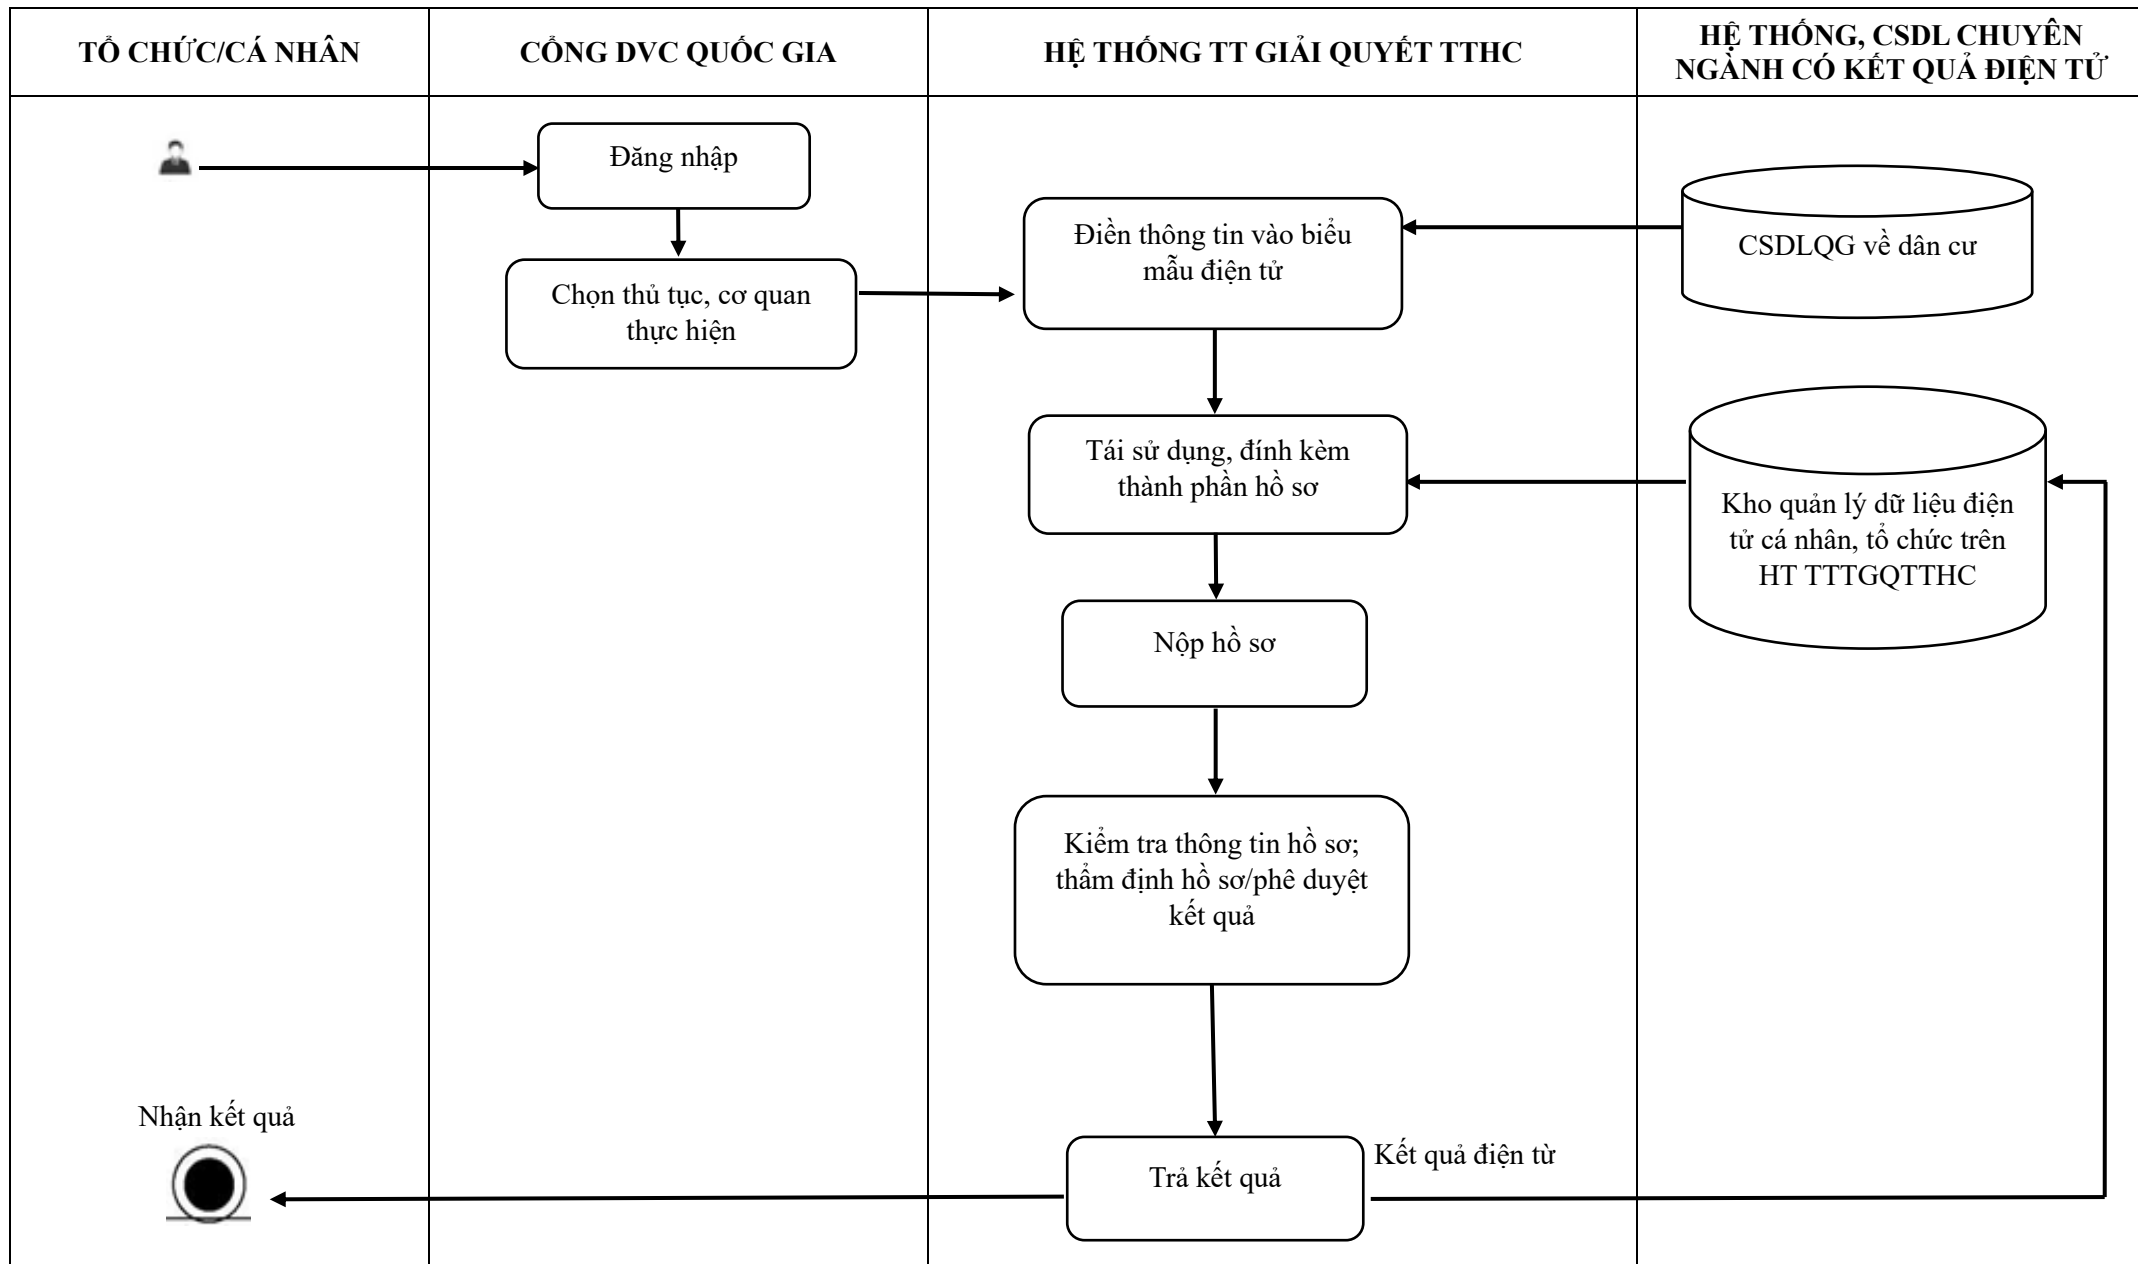 TỔ CHỨC/CÁ NHÂN
CỔNG DVC QUỐC GIA
HỆ THỐNG TT GIẢI QUYẾT TTHC
HỆ THỐNG, CSDL CHUYÊN
NGÀNH CÓ KẾT QUẢ ĐIỆN TỬ
Đăng nhập
Chọn thủ tục, cơ quan
thực hiện
Điền thông tin vào biểu
mẫu điện tử
CSDLQG về dân cư
Tái sử dụng, đính kèm
thành phần hồ sơ
Kho quản lý dữ liệu điện
tử cá nhân, tổ chức trên
HT TTTGQTTHC
Nộp hồ sơ
Kiểm tra thông tin hồ sơ;
thẩm định hồ sơ/phê duyệt
kết quả
Nhận kết quả
Trả kết quả
Kết quả điện từ